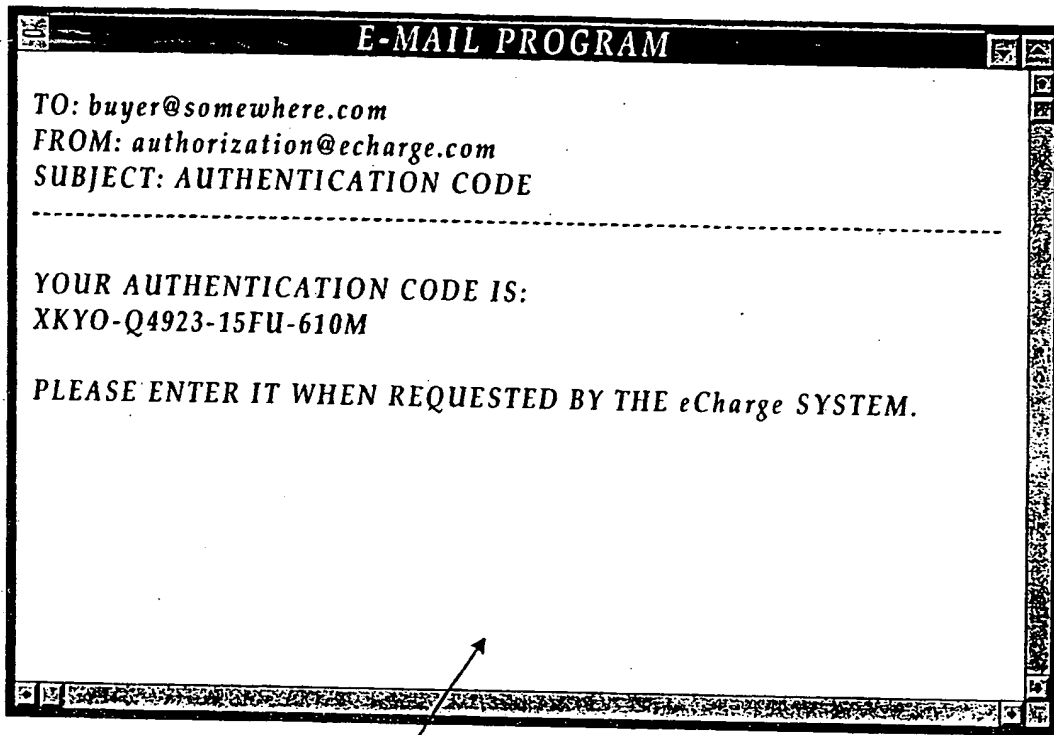 E-MAIL PROGRAM
TO: buyer@somewhere.com
FROM: authorization@echarge.com
SUBJECT: AUTHENTICATION CODE
YOUR AUTHENTICATION CODE IS:
XKYO-Q4923-15FU-610M
PLEASE ENTER IT WHEN REQUESTED BY THE eCharge SYSTEM.